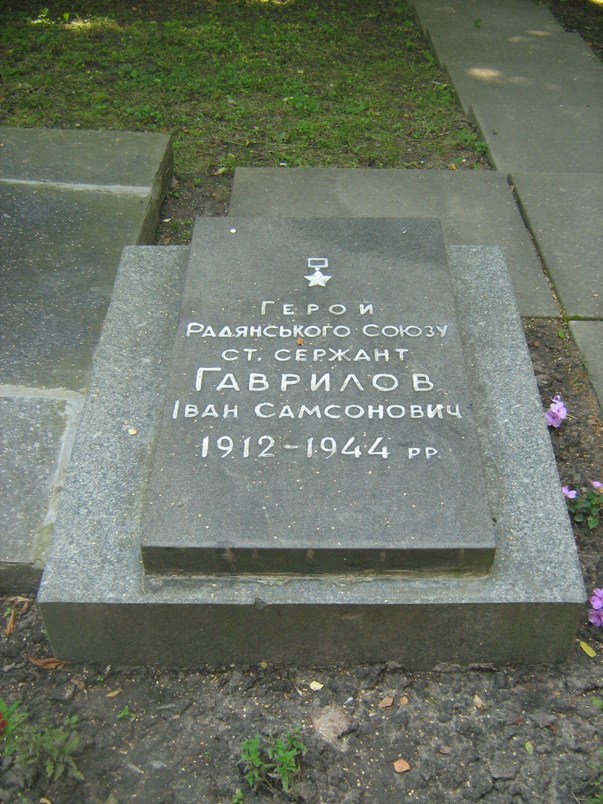 Герой
Радянського Союзу
ст. сержант
Гаврилов
Іван Самсонович
1912-1944 рр.